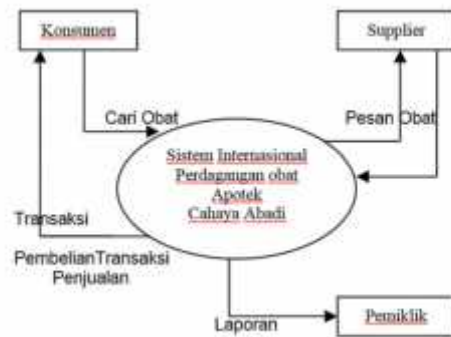 Konsumen
Supplier
Cari Obat
Pesan Obat
Sistem Internasional
Perdagangan obat
Apotek
Cahaya Abadi
Transaksi
PembelianTransaksi
Penjualan
Laporan
Pemiklik